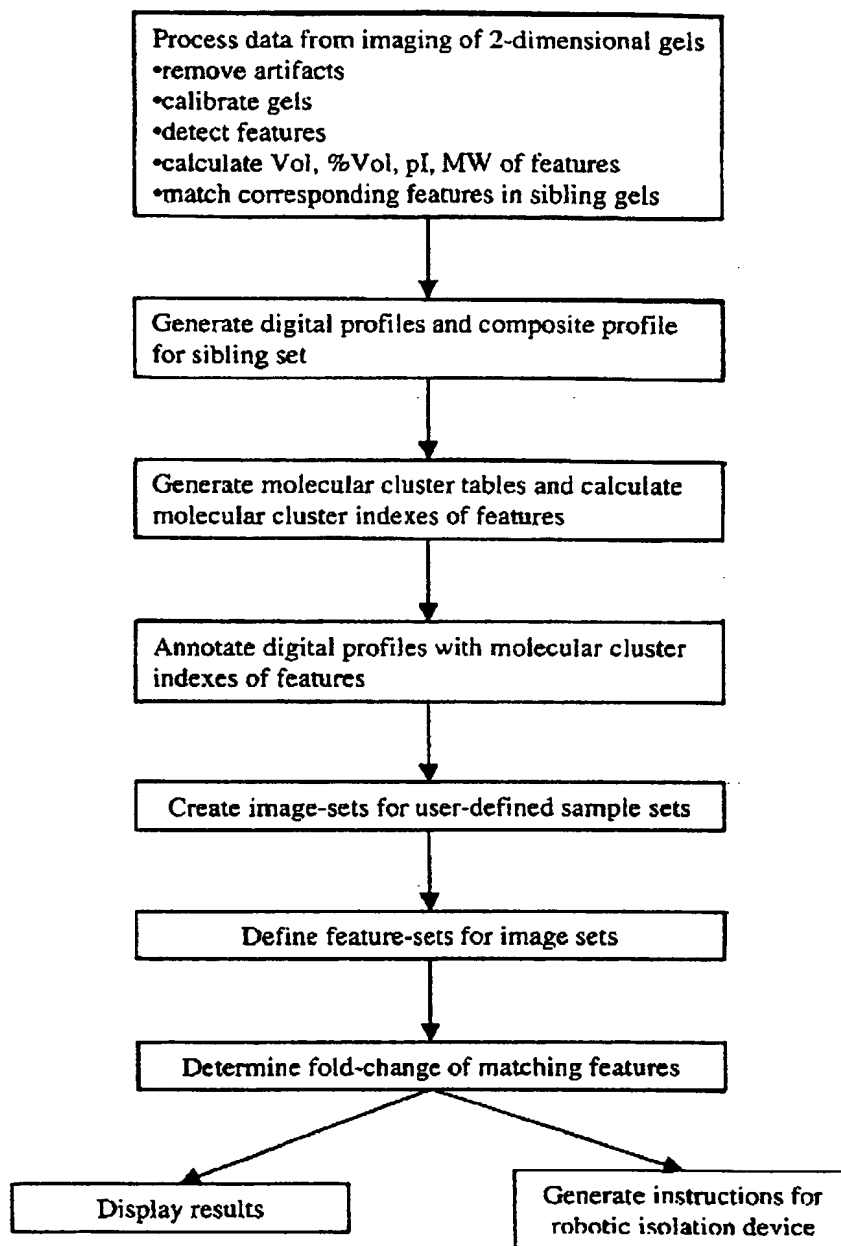 Process data from imaging of 2-dimensional gels
•remove artifacts
•calibrate gels
•detect features
•calculate Vol, %Vol, pI, MW of features
•match corresponding features in sibling gels
Generate digital profiles and composite profile
for sibling set
Generate molecular cluster tables and calculate
molecular cluster indexes of features
Annotate digital profiles with molecular cluster
indexes of features
Create image-sets for user-defined sample sets
Define feature-sets for image sets
Determine fold-change of matching features
Display results
Generate instructions for
robotic isolation device